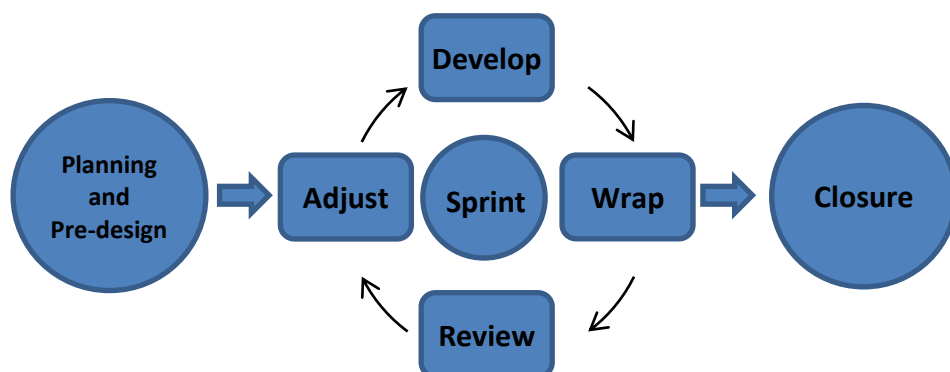 Develop
Planning
and
Pre-design
Adjust
Sprint
Wrap
Closure
Review